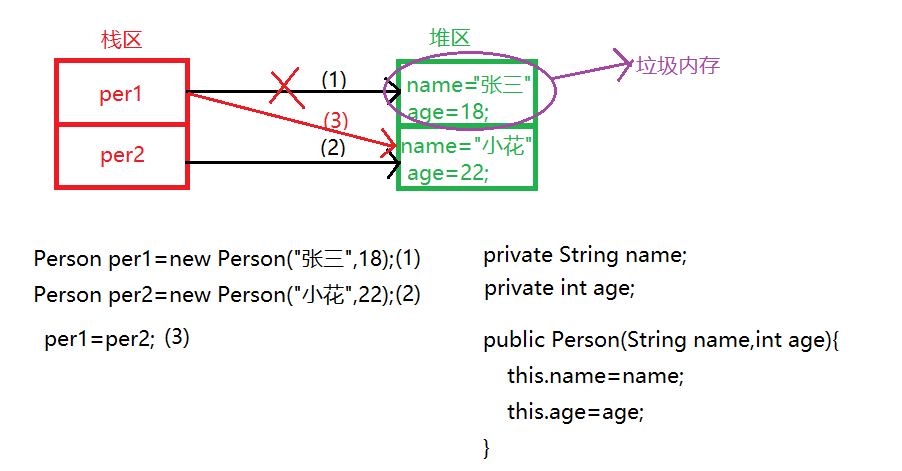 栈区
堆区
垃圾内存
per1
(1)
name="张三"
age=18;
(3)
per2
(2)
name="小花"
age=22;
Person per1=new Person("张三",18);(1)
Person per2=new Person("小花",22);(2)
per1=per2; (3)
private String name;
private int age;
public Person(String name,int age){
this.name=name;
this.age=age;
}